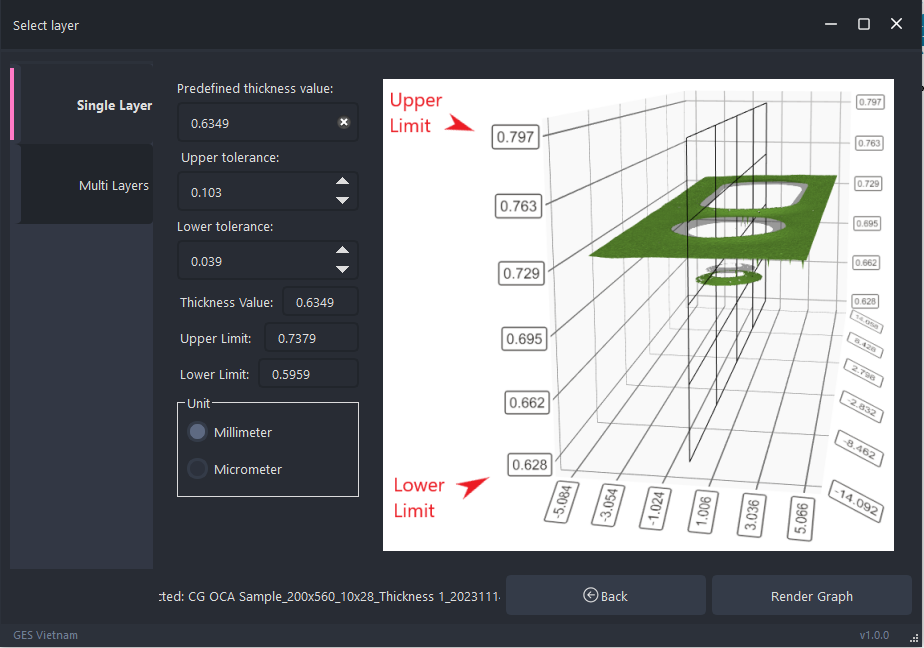 Select layer
Single Layer
Multi Layers
Predefined thickness value:
0.6349
Upper tolerance:
0.103
Lower tolerance:
0.039
Thickness Value: 0.6349
Upper Limit: 0.7379
Lower Limit: 0.5959
Unit
Millimeter
Micrometer
Upper
Limit
0.797
0.763
0.729
0.695
0.662
0.628
Lower
Limit
0.797
0.763
0.729
0.695
0.662
0.628
14.058
8.428
2.798
-2.832
-8.462
-14.092
-5.084
-3.054
-1.024
1.006
3.036
5.066
cted: CG OCA Sample_200x560_10x28_Thickness 1_2023111
Back
Render Graph
GES Vietnam
v1.0.0